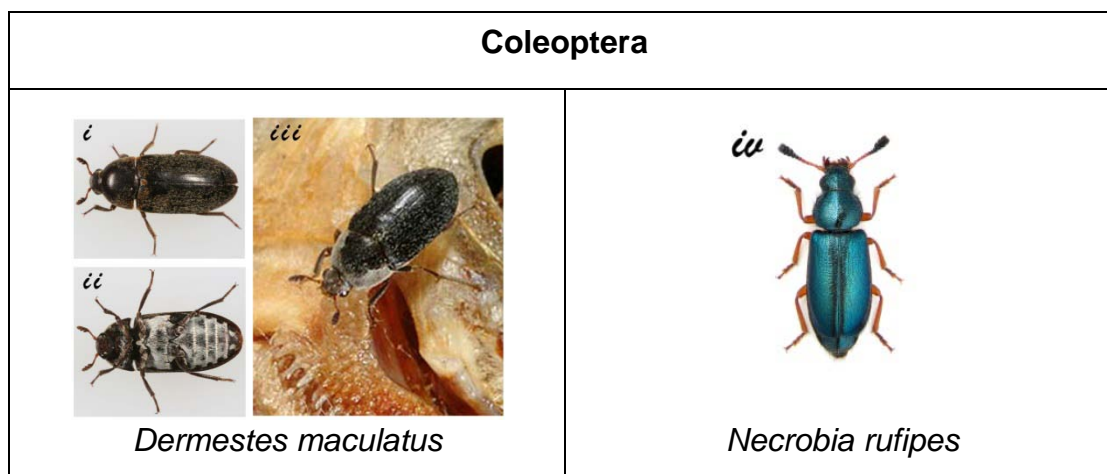 Coleoptera
i
iii
ii
Dermestes maculatus
iv
Necrobia rufipes